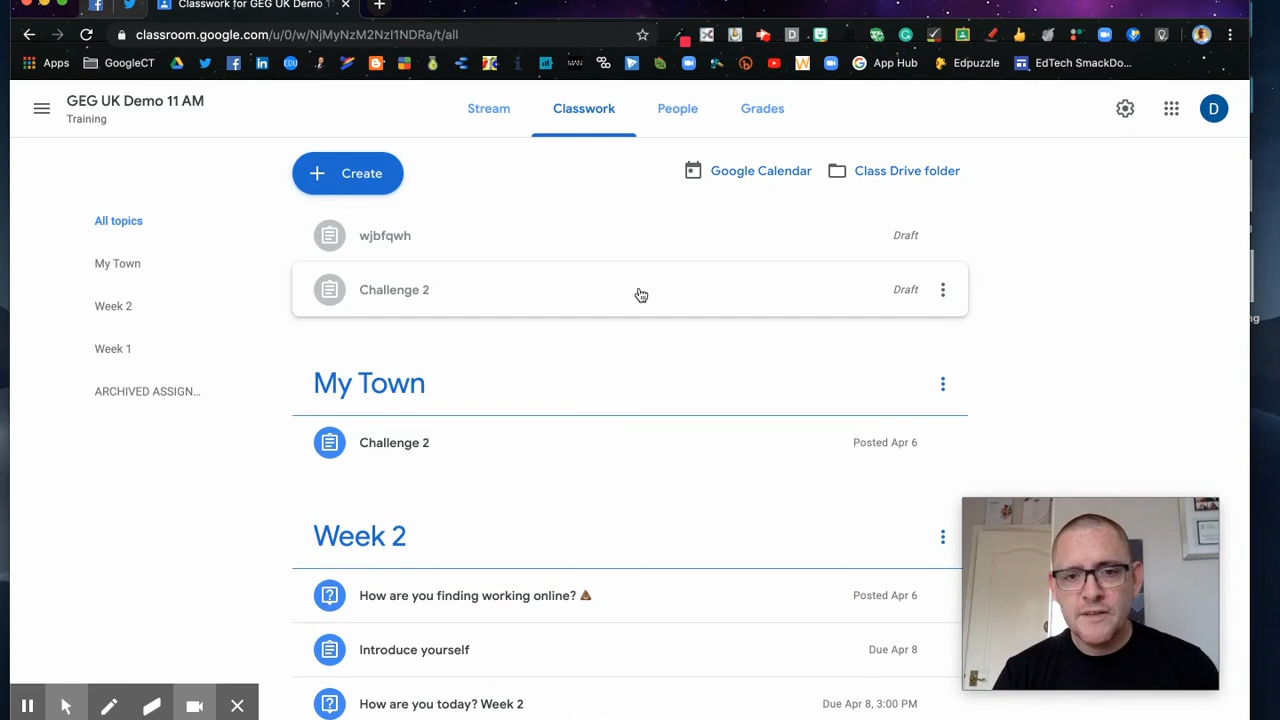 Classwork for GEG UK Demo 1
classroom.google.com/u/0/w/NjMyNzM2NzI1NDRa/t/all
Apps GoogleCT App Hub Edpuzzle EdTech SmackDo...
GEG UK Demo 11 AM
Training
Stream Classwork People Grades
D
Create
Google Calendar Class Drive folder
All topics
My Town
Week 2
Week 1
ARCHIVED ASSIGN...
wjbfqwh Draft
Challenge 2 Draft
My Town
Challenge 2 Posted Apr 6
Week 2
How are you finding working online? 💩 Posted Apr 6
Introduce yourself Due Apr 8
How are you today? Week 2 Due Apr 8, 3:00 PM